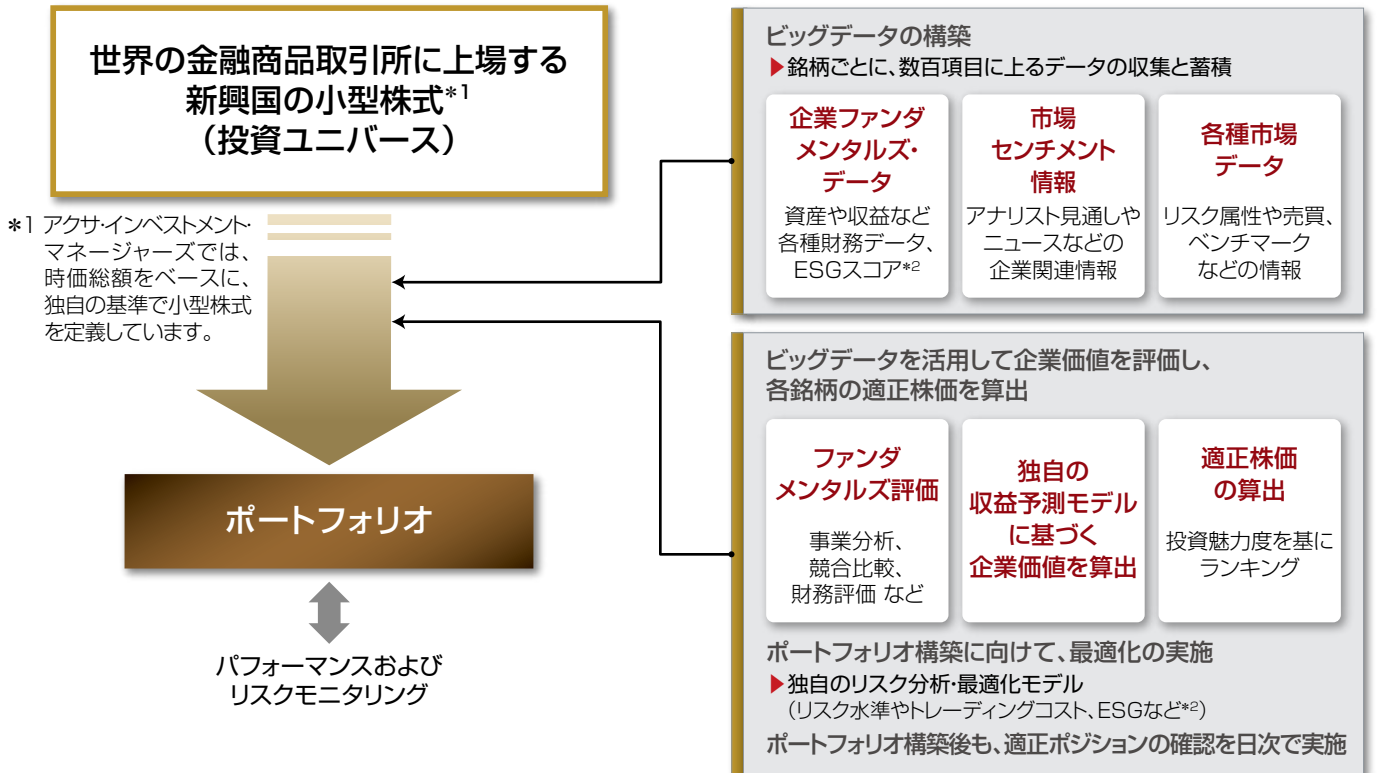 世界の金融商品取引所に上場する
新興国の小型株式*1
（投資ユニバース）
*1 アクサ・インベストメント・
マネージャーズでは、
時価総額をベースに、
独自の基準で小型株式
を定義しています。
ポートフォリオ
パフォーマンスおよび
リスクモニタリング
ビッグデータの構築
▶銘柄ごとに、数百項目に上るデータの収集と蓄積
企業ファンダ
メンタルズ・
データ
資産や収益など
各種財務データ、
ESGスコア*2
市場
センチメント
情報
アナリスト見通しや
ニュースなどの
企業関連情報
各種市場
データ
リスク属性や売買、
ベンチマーク
などの情報
ビッグデータを活用して企業価値を評価し、
各銘柄の適正株価を算出
ファンダ
メンタルズ評価
事業分析、
競合比較、
財務評価 など
独自の
収益予測モデル
に基づく
企業価値を算出
適正株価
の算出
投資魅力度を基に
ランキング
ポートフォリオ構築に向けて、最適化の実施
▶独自のリスク分析・最適化モデル
（リスク水準やトレーディングコスト、ESGなど*2）
ポートフォリオ構築後も、適正ポジションの確認を日次で実施